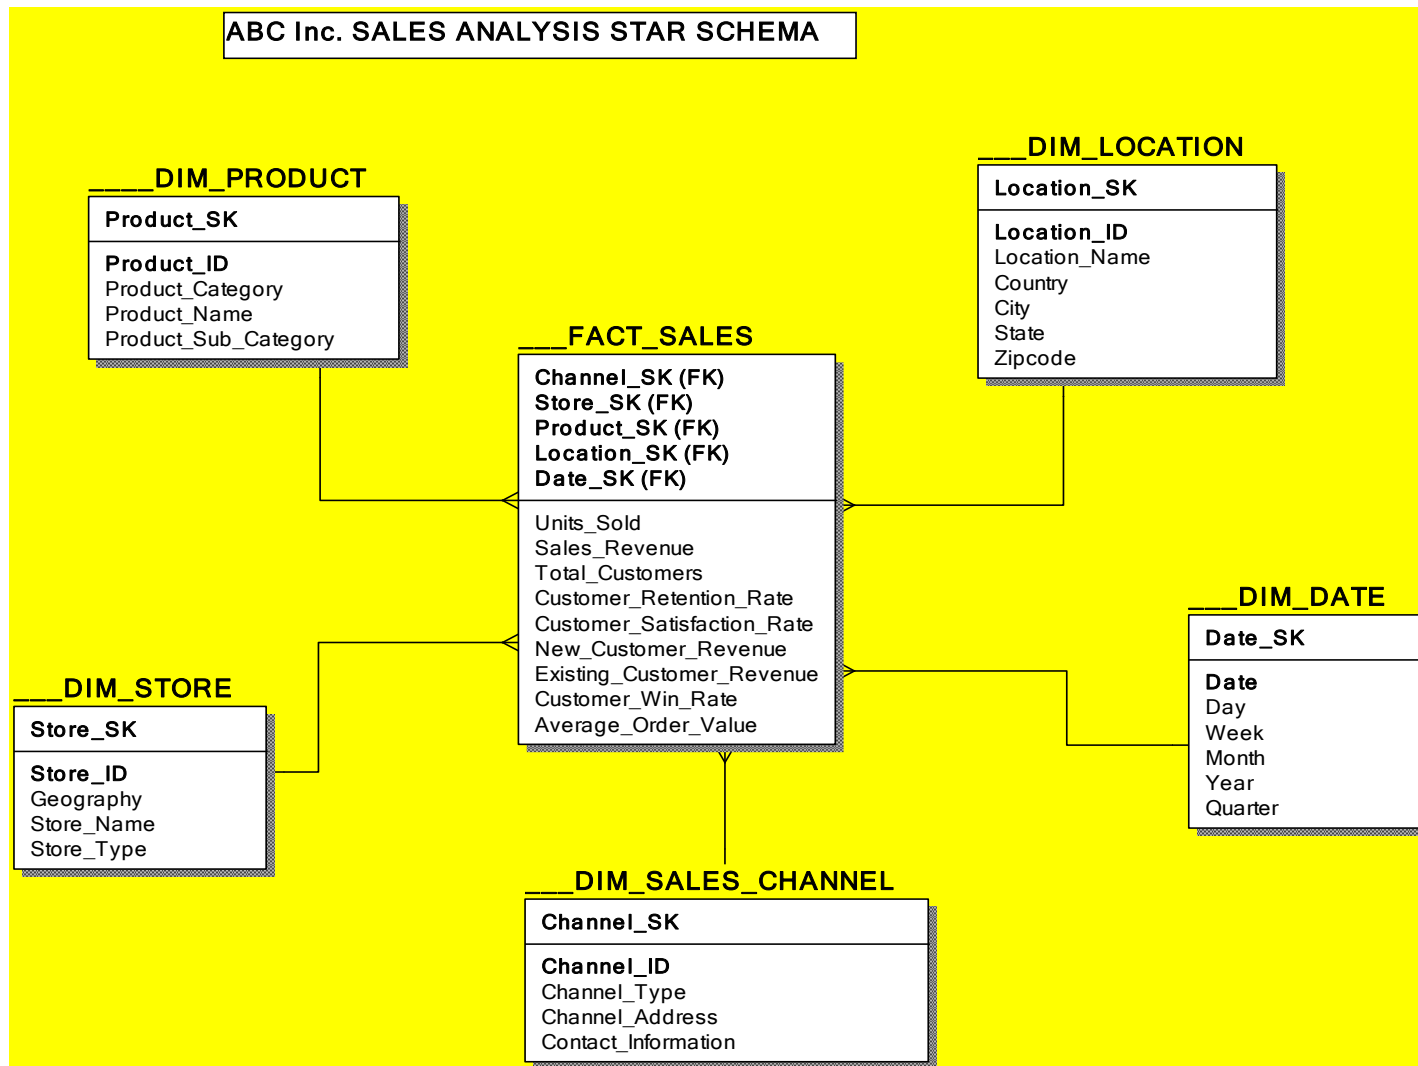 ABC Inc. SALES ANALYSIS STAR SCHEMA
____DIM_PRODUCT
Product_SK
Product_ID
Product_Category
Product_Name
Product_Sub_Category
___DIM_LOCATION
Location_SK
Location_ID
Location_Name
Country
City
State
Zipcode
___FACT_SALES
Channel_SK (FK)
Store_SK (FK)
Product_SK (FK)
Location_SK (FK)
Date_SK (FK)
Units_Sold
Sales_Revenue
Total_Customers
Customer_Retention_Rate
Customer_Satisfaction_Rate
New_Customer_Revenue
Existing_Customer_Revenue
Customer_Win_Rate
Average_Order_Value
___DIM_DATE
Date_SK
Date
Day
Week
Month
Year
Quarter
___DIM_STORE
Store_SK
Store_ID
Geography
Store_Name
Store_Type
___DIM_SALES_CHANNEL
Channel_SK
Channel_ID
Channel_Type
Channel_Address
Contact_Information